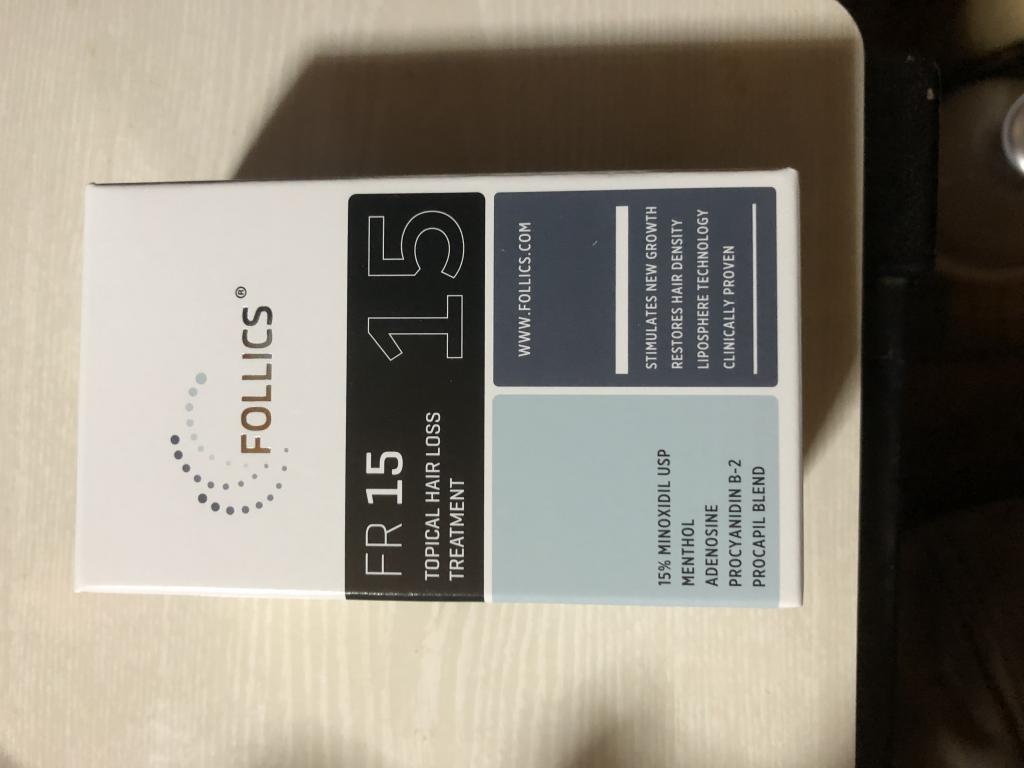 FOLLICS®
FR 15
TOPICAL HAIR LOSS
TREATMENT
15
15% MINOXIDIL USP
MENTHOL
ADENOSINE
PROCYANIDIN B-2
PROCAPIL BLEND
WWW.FOLLICS.COM
STIMULATES NEW GROWTH
RESTORES HAIR DENSITY
LIPOSPHERE TECHNOLOGY
CLINICALLY PROVEN